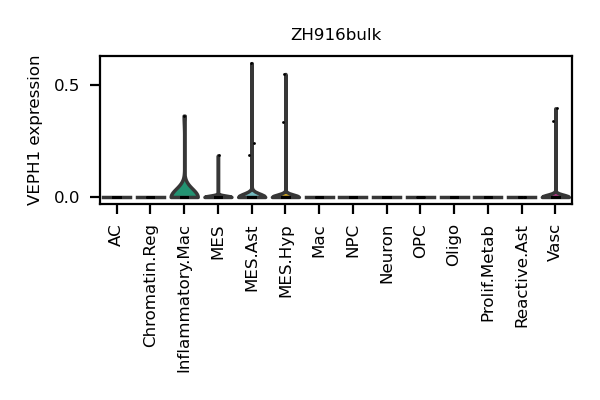 ZH916bulk
VEPH1 expression
0.5
0.0
AC
Chromatin.Reg
Inflammatory.Mac
MES
MES.Ast
MES.Hyp
Mac
NPC
Neuron
OPC
Oligo
Prolif.Metab
Reactive.Ast
Vasc